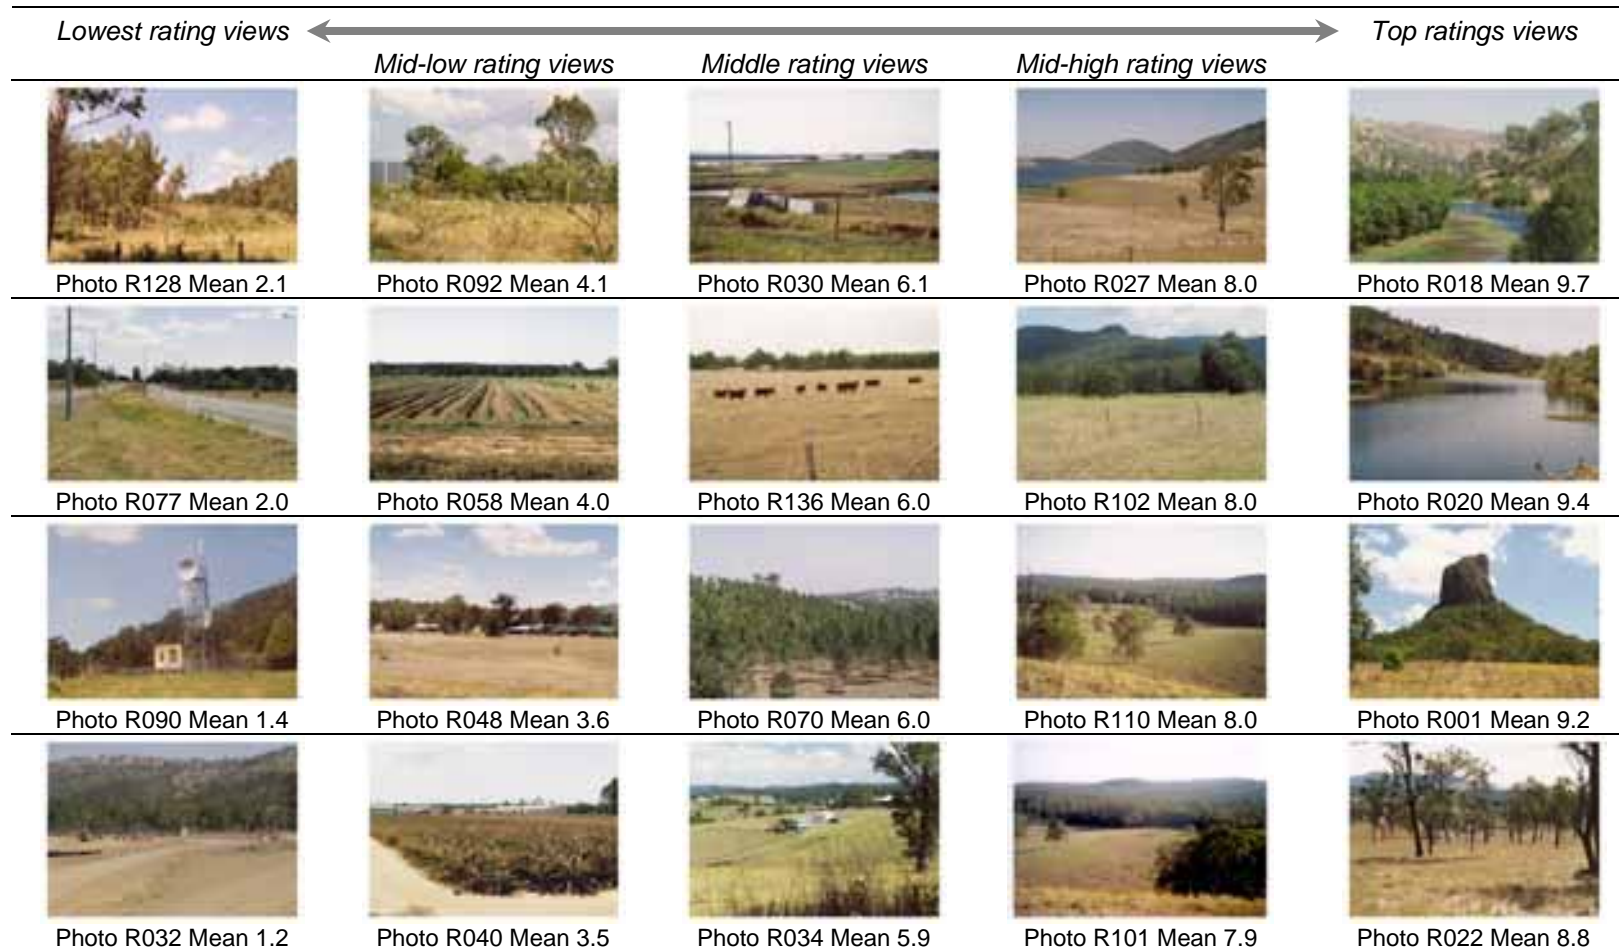 Lowest rating views Top ratings views
Mid-low rating views Middle rating views Mid-high rating views
Photo R128 Mean 2.1 Photo R092 Mean 4.1 Photo R030 Mean 6.1 Photo R027 Mean 8.0 Photo R018 Mean 9.7
Photo R077 Mean 2.0 Photo R058 Mean 4.0 Photo R136 Mean 6.0 Photo R102 Mean 8.0 Photo R020 Mean 9.4
Photo R090 Mean 1.4 Photo R048 Mean 3.6 Photo R070 Mean 6.0 Photo R110 Mean 8.0 Photo R001 Mean 9.2
Photo R032 Mean 1.2 Photo R040 Mean 3.5 Photo R034 Mean 5.9 Photo R101 Mean 7.9 Photo R022 Mean 8.8